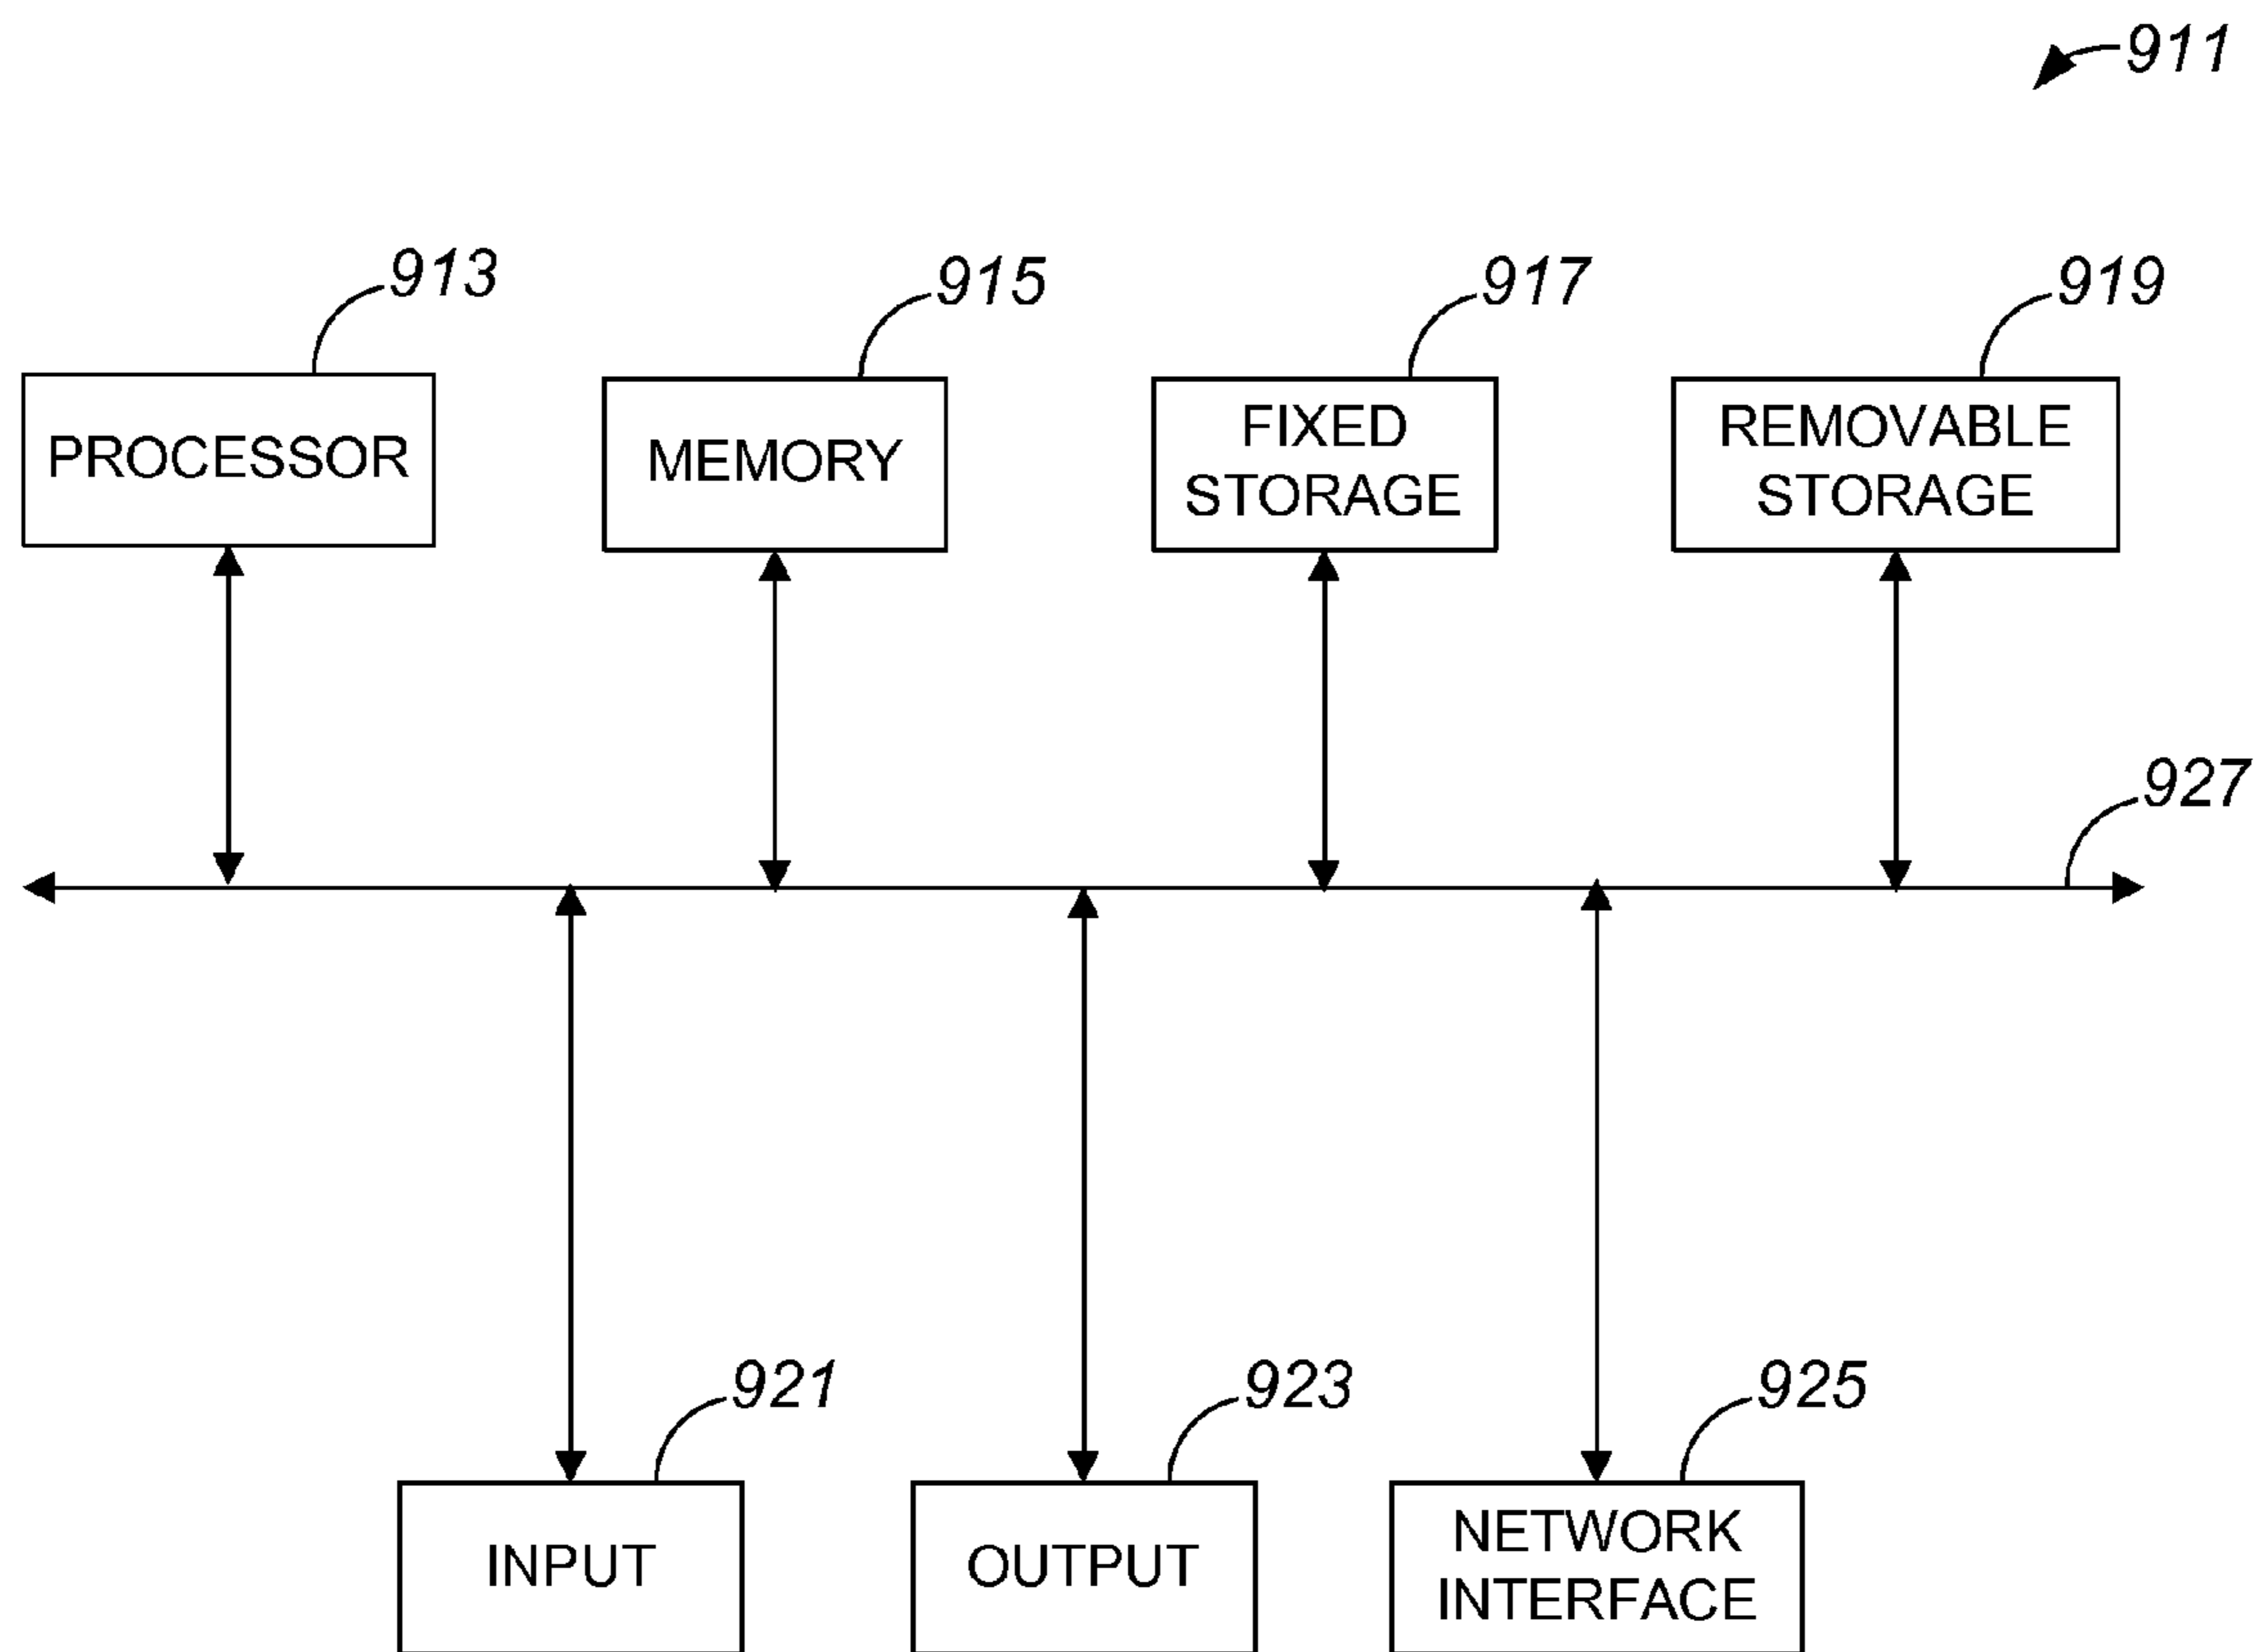 911
913
915
917
919
PROCESSOR
MEMORY
FIXED
STORAGE
REMOVABLE
STORAGE
927
921
923
925
INPUT
OUTPUT
NETWORK
INTERFACE